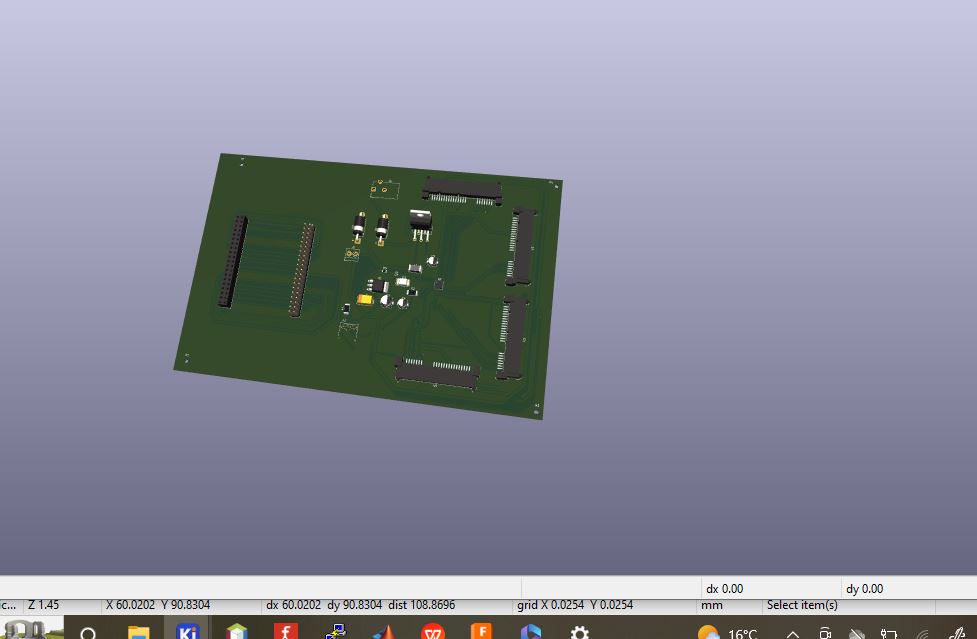 dx 0.00
dy 0.00
c...
Z 1.45
X 60.0202 Y 90.8304
dx 60.0202 dy 90.8304 dist 108.8696
grid X 0.0254 Y 0.0254
mm
Select item(s)
Ki
f
F
16°C